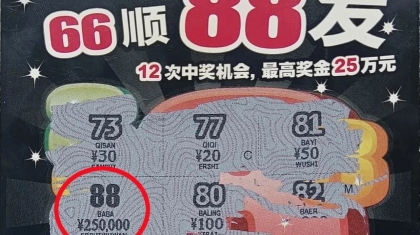 66顺 88发
12次中奖机会，最高奖金25万元
73 77 81
QISAN QIQI BAYI
¥30 ¥20 ¥50
ERSHI WUSHI
C
88 80 82 M
BABA BALING BAER
¥250,000 ¥100